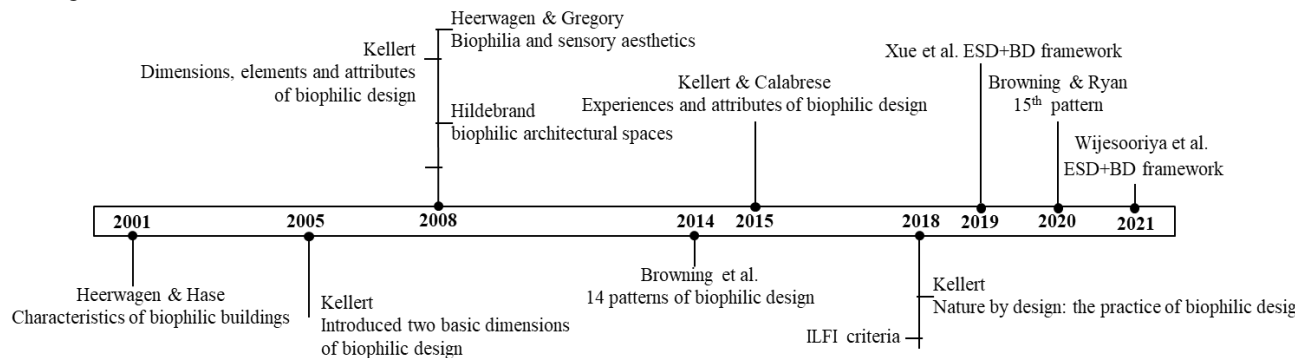 Heerwagen & Gregory
Biophilia and sensory aesthetics
Kellert
Dimensions, elements and attributes
of biophilic design
Hildebrand
biophilic architectural spaces
Kellert & Calabrese
Experiences and attributes of biophilic design
Xue et al. ESD+BD framework
Browning & Ryan
15th pattern
Wijesooriya et al.
ESD+BD framework
2001
2005
2008
2014
2015
2018
2019
2020
2021
Heerwagen & Hase
Characteristics of biophilic buildings
Kellert
Introduced two basic dimensions
of biophilic design
Browning et al.
14 patterns of biophilic design
Kellert
Nature by design: the practice of biophilic desig
ILFI criteria